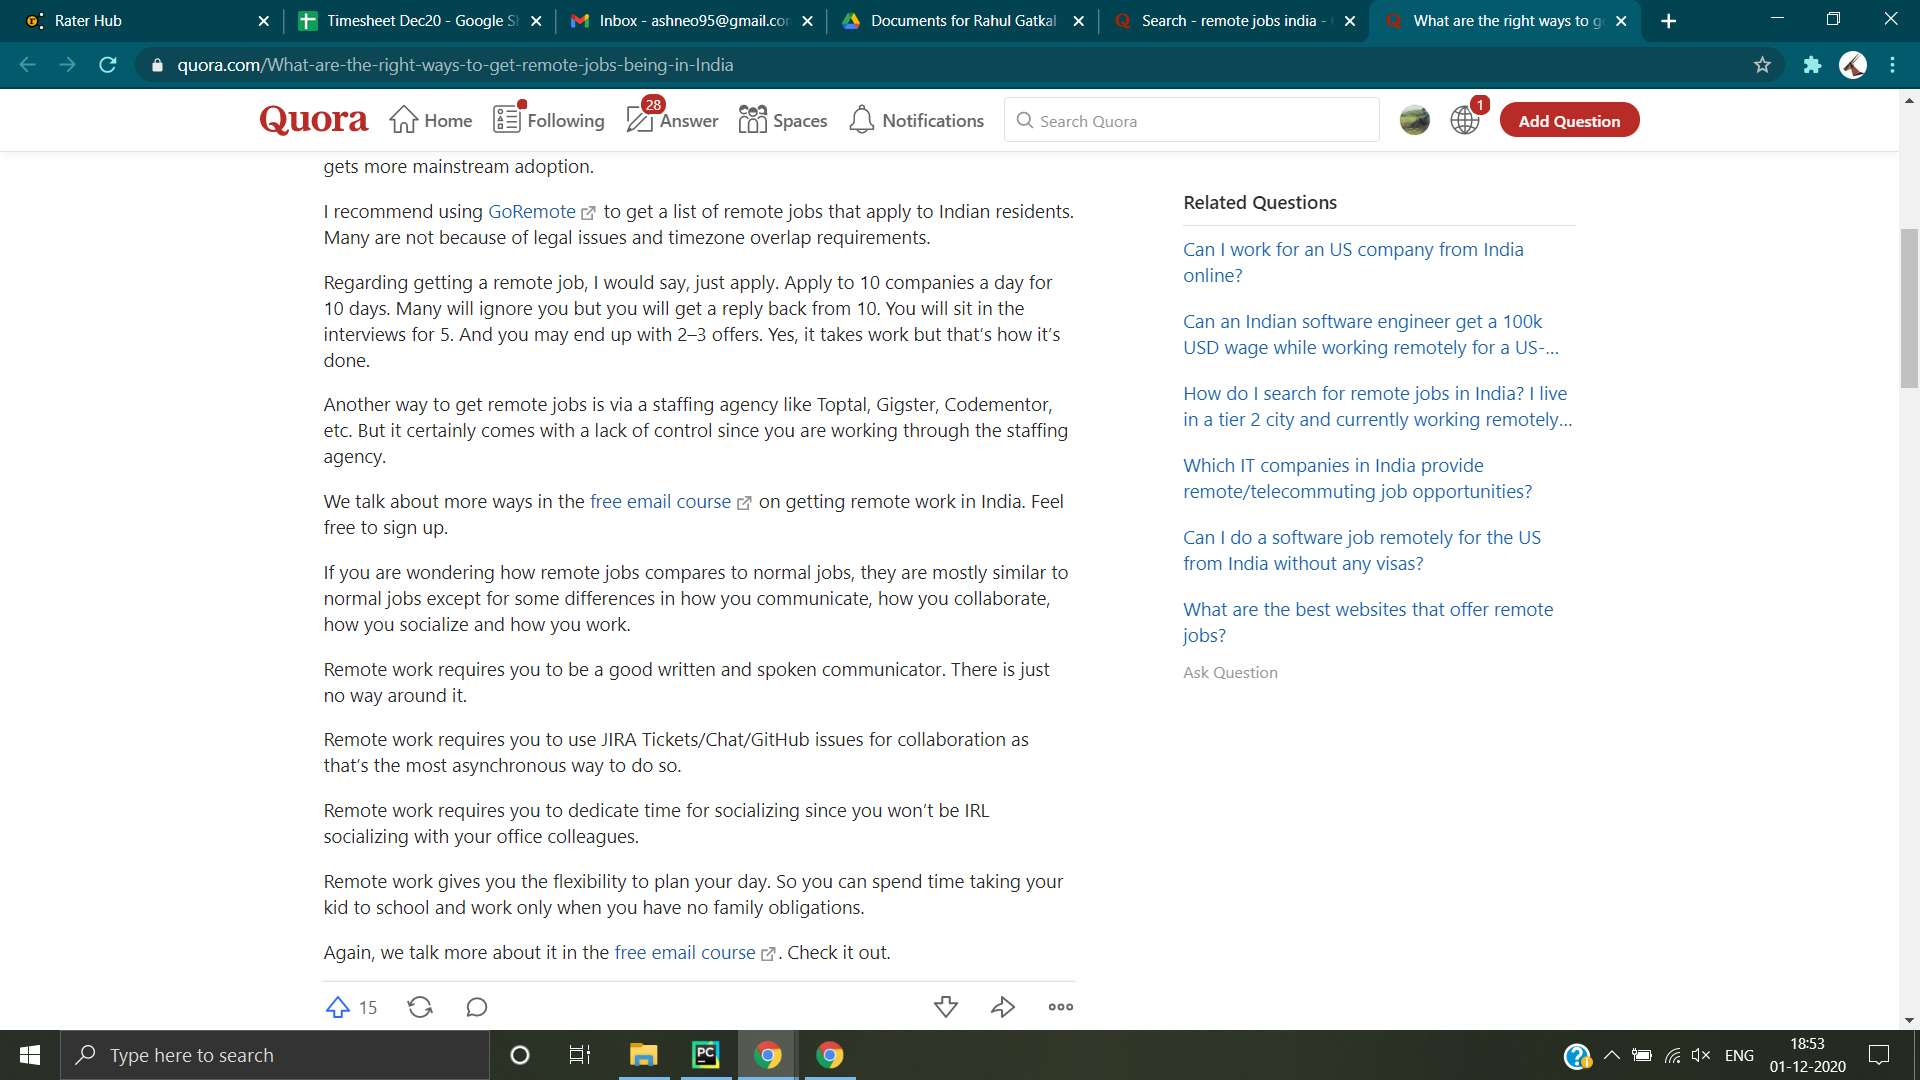 Rater Hub
Timesheet Dec20 - Google S
Inbox - ashneo95@gmail.co
Documents for Rahul Gatkal
Search - remote jobs india -
What are the right ways to g
quora.com/What-are-the-right-ways-to-get-remote-jobs-being-in-India
Quora
Home
Following
28
Answer
Spaces
Notifications
Search Quora
1
Add Question
gets more mainstream adoption.
I recommend using GoRemote to get a list of remote jobs that apply to Indian residents.
Many are not because of legal issues and timezone overlap requirements.
Regarding getting a remote job, I would say, just apply. Apply to 10 companies a day for
10 days. Many will ignore you but you will get a reply back from 10. You will sit in the
interviews for 5. And you may end up with 2–3 offers. Yes, it takes work but that’s how it’s
done.
Another way to get remote jobs is via a staffing agency like Toptal, Gigster, Codementor,
etc. But it certainly comes with a lack of control since you are working through the staffing
agency.
We talk about more ways in the free email course on getting remote work in India. Feel
free to sign up.
If you are wondering how remote jobs compares to normal jobs, they are mostly similar to
normal jobs except for some differences in how you communicate, how you collaborate,
how you socialize and how you work.
Remote work requires you to be a good written and spoken communicator. There is just
no way around it.
Remote work requires you to use JIRA Tickets/Chat/GitHub issues for collaboration as
that’s the most asynchronous way to do so.
Remote work requires you to dedicate time for socializing since you won’t be IRL
socializing with your office colleagues.
Remote work gives you the flexibility to plan your day. So you can spend time taking your
kid to school and work only when you have no family obligations.
Again, we talk more about it in the free email course. Check it out.
15
Related Questions
Can I work for an US company from India
online?
Can an Indian software engineer get a 100k
USD wage while working remotely for a US-...
How do I search for remote jobs in India? I live
in a tier 2 city and currently working remotely...
Which IT companies in India provide
remote/telecommuting job opportunities?
Can I do a software job remotely for the US
from India without any visas?
What are the best websites that offer remote
jobs?
Ask Question
Type here to search
PC
ENG
18:53
01-12-2020